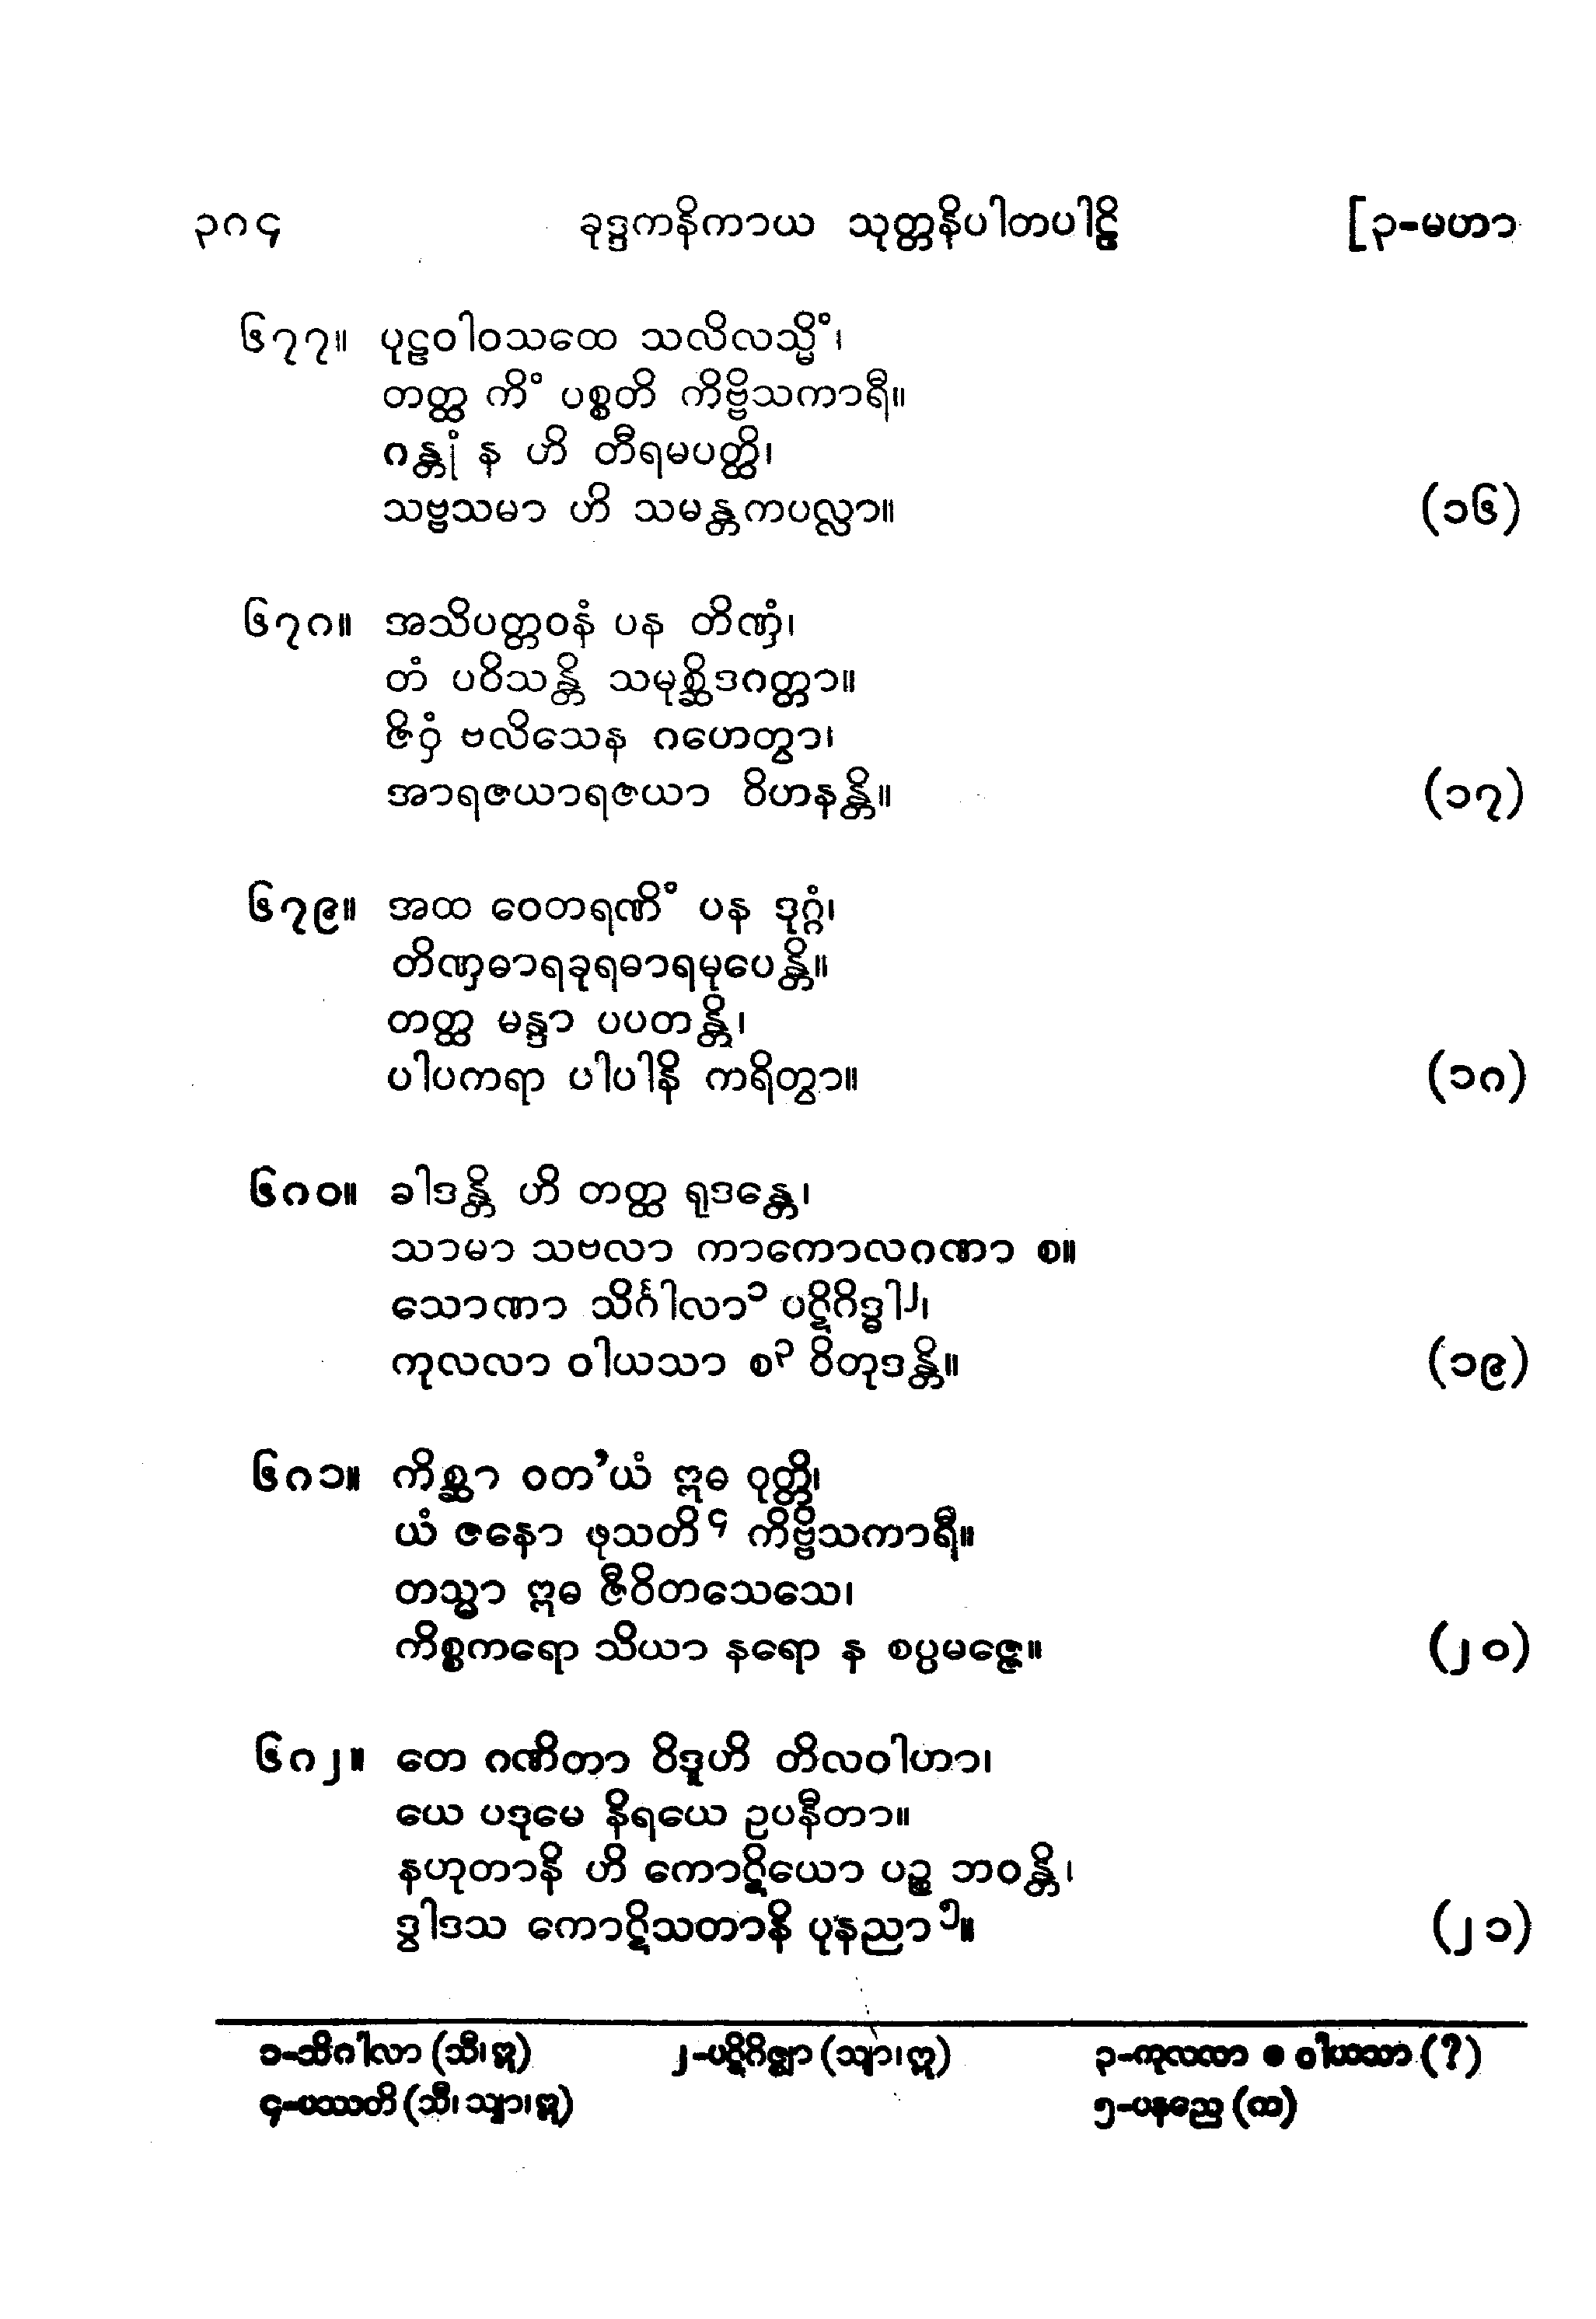 ၃၈၄ ခုဒ္ဒကနိကာယ သုတ္တနိပါတပါဠိ [၃-မဟာ
၆၇၇။ ပုဠဝါဝသထေ သလိလသ္မိံ၊
တတ္ထ ကိံ ပစ္စတိ ကိဗ္ဗိသကာရီ။
ဂန္တုံ န ဟိ တီရမပတ္ထိ၊
သဗ္ဗသမာ ဟိ သမန္တကပလ္လာ။ (၁၆)
၆၇၈။ အသိပတ္တဝနံ ပန တိဏှံ၊
တံ ပဝိသန္တိ သမုစ္ဆိဒဂတ္တာ။
ဇိဝှံ ဗလိသေန ဂဟေတွာ၊
အာရဇယာရဇယာ ဝိဟနန္တိ။ (၁၇)
၆၇၉။ အထ ဝေတရဏိံ ပန ဒုဂ္ဂံ၊
တိဏှဓာရခုရဓာရမုပေန္တိ။
တတ္ထ မန္ဒာ ပပတန္တိ၊
ပါပကရာ ပါပါနိ ကရိတွာ။ (၁၈)
၆၈၀။ ခါဒန္တိ ဟိ တတ္ထ ရုဒန္တေ၊
သာမာ သဗလာ ကာကောလဂဏာ စ။
သောဏာ သိင်္ဂါလာ၁ ပဋိဂိဒ္ဓါ၂၊
ကုလလာ ဝါယသာ စ၃ ဝိတုဒန္တိ။ (၁၉)
၆၈၁။ ကိစ္ဆာ ဝတ’ယံ ဣဓ ဝုတ္တိ၊
ယံ ဇနော ဖုသတိ၄ ကိဗ္ဗိသကာရီ။
တသ္မာ ဣဓ ဇီဝိတသေသေ၊
ကိစ္စကရော သိယာ နရော န စပ္ပမဇ္ဇေ။ (၂၀)
၆၈၂။ တေ ဂဏိတာ ဝိဒူဟိ တိလဝါဟာ၊
ယေ ပဒုမေ နိရယေ ဥပနီတာ။
နဟုတာနိ ဟိ ကောဋိယော ပဉ္စ ဘဝန္တိ၊
ဒွါဒသ ကောဋိသတာနိ ပုနညာ၅။ (၂၁)
၁-သိဂါလာ (သီ၊ ဣ) ၂-ပဋိဂိဇ္ဈာ (သျာ၊ ဣ) ၃-ကုလလာ စ ဝါယသာ (?)
၄-ပဿတိ (သီ၊ သျာ၊ ဣ) ၅-ပနညေ (က)